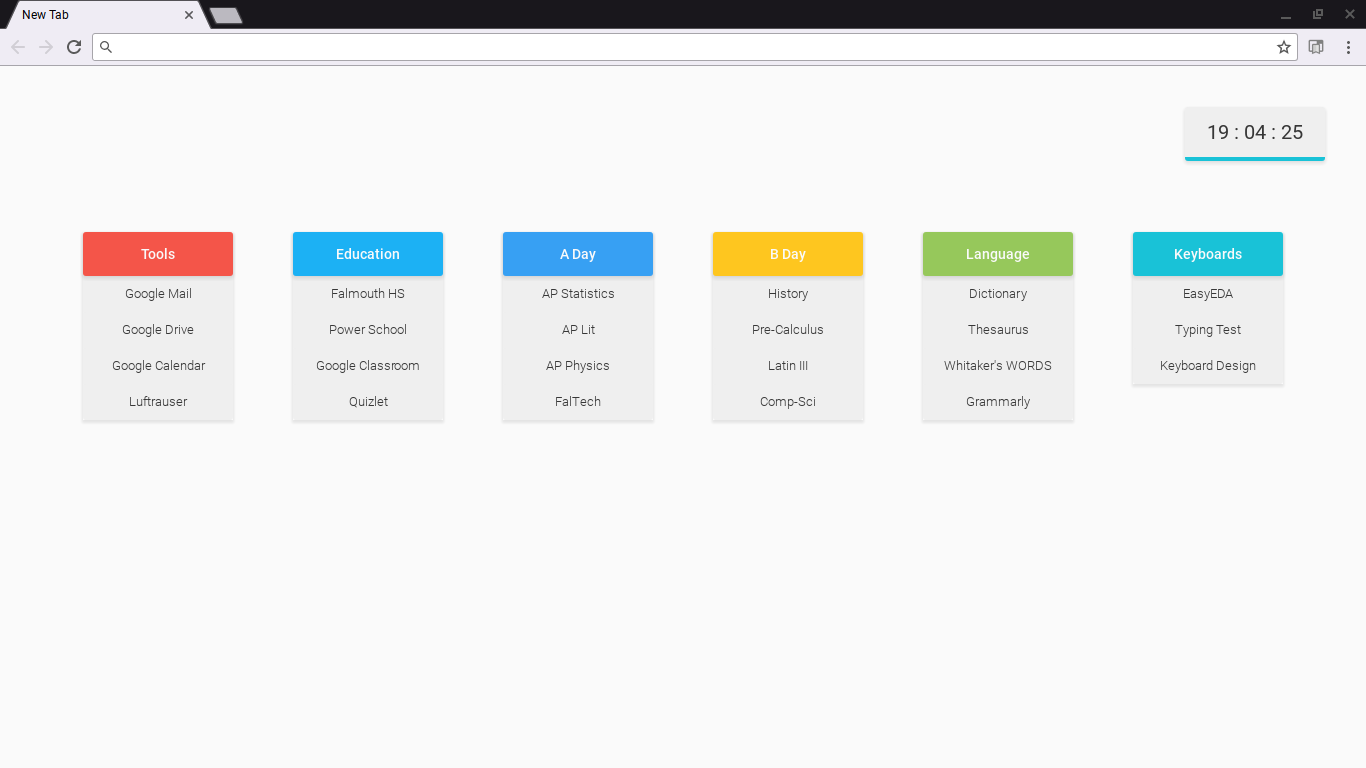 New Tab
19 : 04 : 25
Tools
Google Mail
Google Drive
Google Calendar
Luftrauser
Education
Falmouth HS
Power School
Google Classroom
Quizlet
A Day
AP Statistics
AP Lit
AP Physics
FalTech
B Day
History
Pre-Calculus
Latin III
Comp-Sci
Language
Dictionary
Thesaurus
Whitaker's WORDS
Grammarly
Keyboards
EasyEDA
Typing Test
Keyboard Design